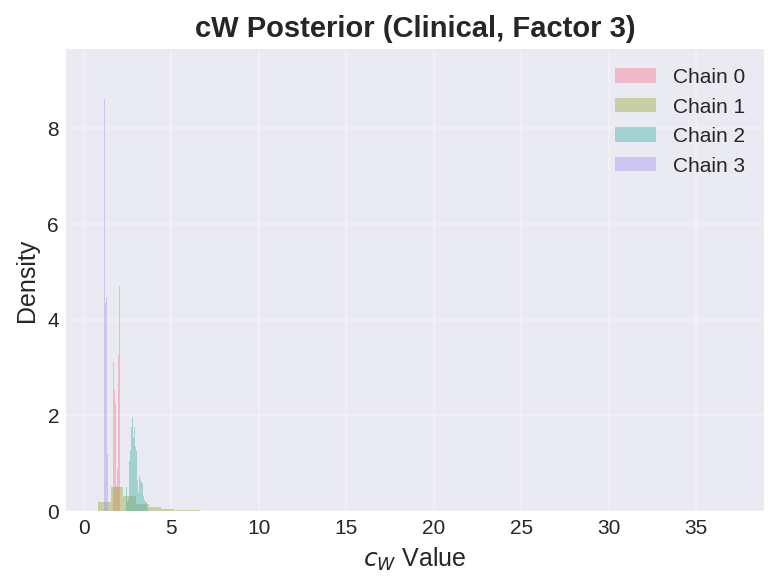 cW Posterior (Clinical, Factor 3)
Chain 0
Chain 1
Chain 2
Chain 3
8
6
4
2
0
Density
0 5 10 15 20 25 30 35
c_W Value